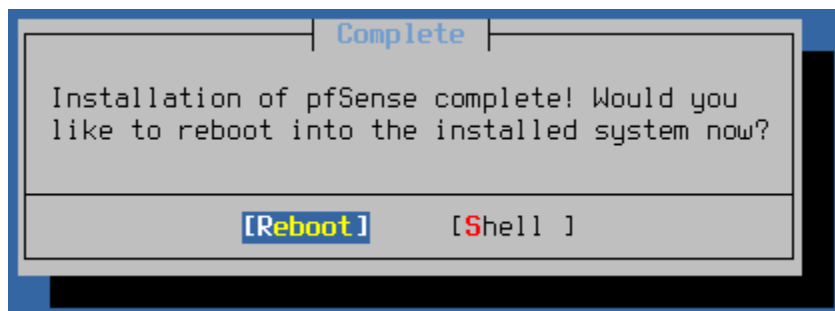 Complete
Installation of pfSense complete! Would you
like to reboot into the installed system now?
[Reboot] [Shell ]